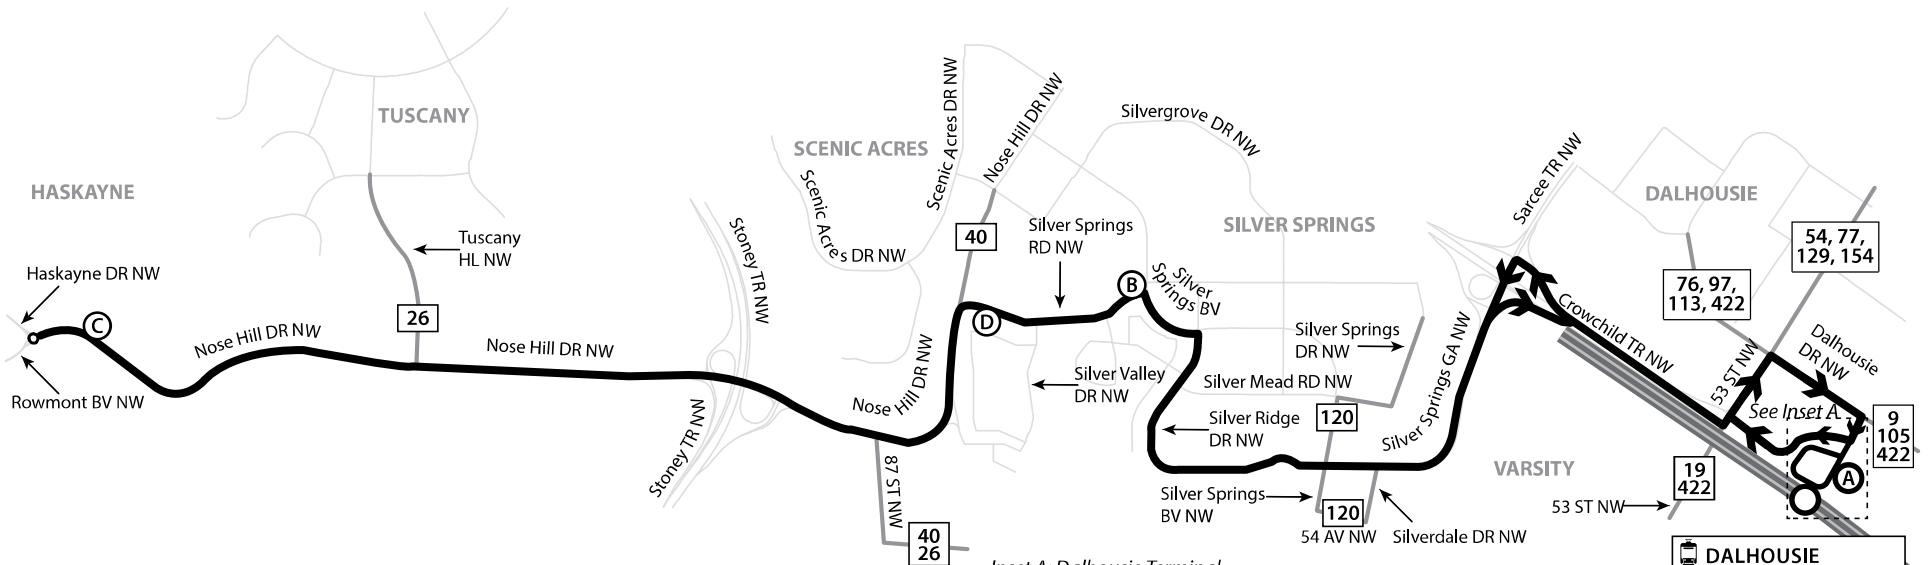 HASKAYNE
Haskayne DR NW
C
Rowmont BV NW
Nose Hill DR NW
TUSCANY
Tuscany
HL NW
26
Nose Hill DR NW
Stoney TR NW
Stoney TR NW
SCENIC ACRES
Scenic Acres DR NW
Scenic Acres DR NW
Nose Hill DR NW
40
Nose Hill DR NW
87 ST NW
40
26
D
Silver Springs
RD NW
B
Silver
Springs BV
Silvergrove DR NW
SILVER SPRINGS
Silver Valley
DR NW
Silver Mead RD NW
Silver Springs
DR NW
Silver Ridge
DR NW
120
Silver Springs
BV NW
120
54 AV NW
Silverdale DR NW
Silver Springs GA NW
Sarcee TR NW
Crowchild TR NW
VARSITY
DALHOUSIE
76, 97,
113, 422
54, 77,
129, 154
53 ST NW
Dalhousie
DR NW
See Inset A
9
105
422
A
19
422
53 ST NW
DALHOUSIE
Inset A: Dalhousie Terminal